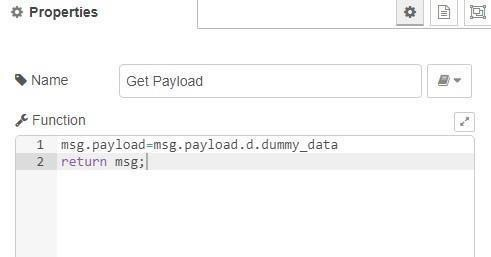 Properties
Name
Get Payload
Function
1 msg.payload=msg.payload.d.dummy_data
2 return msg;